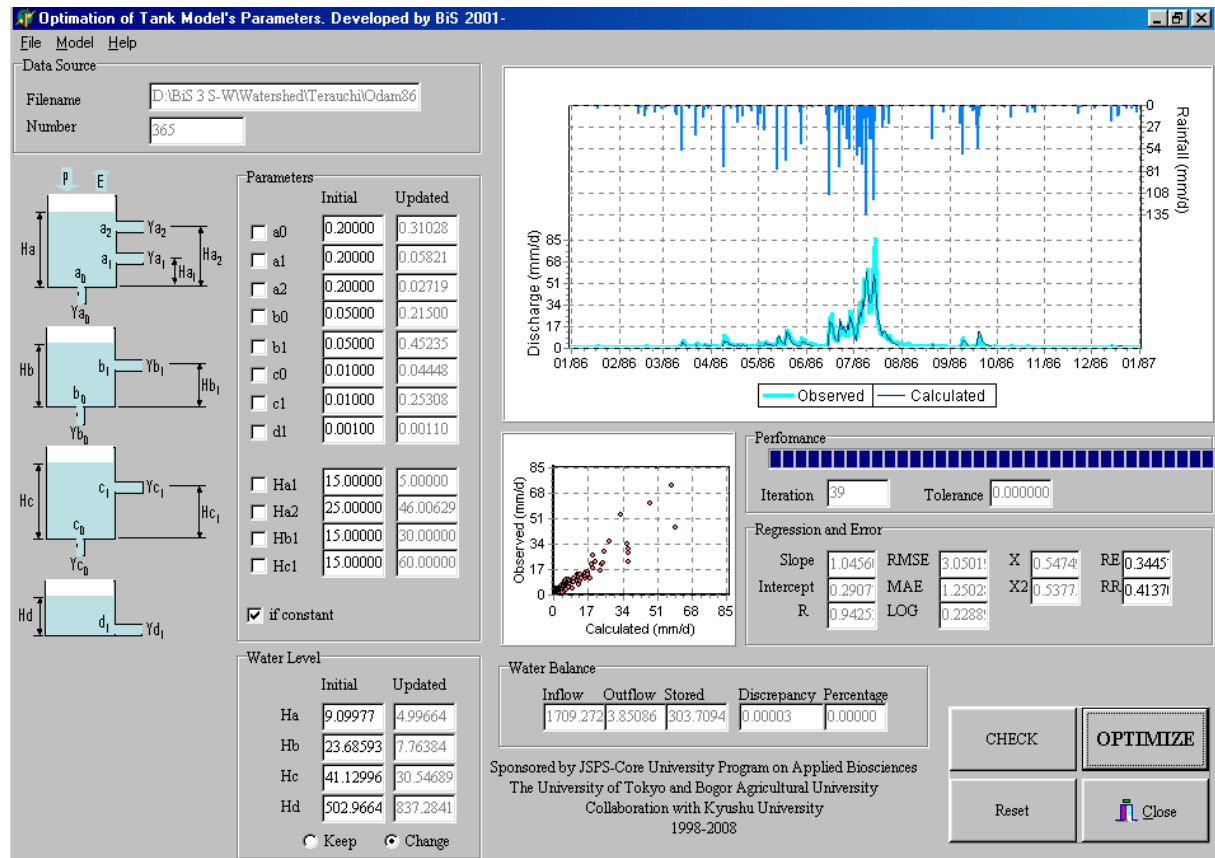 Optimation of Tank Model's Parameters. Developed by BiS 2001-
File Model Help
Data Source
Filename D:\BiS 3 S-W\Watershed\Terauchi\Odam86
Number 365
P E
Ha a2 Ya2 Ha2
a1 Ya1 Ha1
a0
Ya0
Hb b1 Yb1 Hb1
b0
Yb0
Hc c1 Yc1 Hc1
c0
Yc0
Hd d1 Yd1
Parameters
Initial Updated
a0 0.20000 0.31028
a1 0.20000 0.05821
a2 0.20000 0.02719
b0 0.05000 0.21500
b1 0.05000 0.45235
c0 0.01000 0.04448
c1 0.01000 0.25308
d1 0.00100 0.00110
Ha1 15.00000 5.00000
Ha2 25.00000 46.00629
Hb1 15.00000 30.00000
Hc1 15.00000 60.00000
if constant
Water Level
Initial Updated
Ha 9.09977 4.99664
Hb 23.68593 7.76384
Hc 41.12996 30.54689
Hd 502.9664 837.2841
Keep Change
0
27
54
81
108
135
Rainfall (mm/d)
Discharge (mm/d)
85
68
51
34
17
0
01/86 02/86 03/86 04/86 05/86 06/86 07/86 08/86 09/86 10/86 11/86 12/86 01/87
Observed Calculated
Observed (mm/d)
85
68
51
34
17
0
0 17 34 51 68 85
Calculated (mm/d)
Perfomance
Iteration 39 Tolerance 0.000000
Regression and Error
Slope 1.0456 RMSE 3.0501 X 0.5474 RE 0.3445
Intercept 0.2907 MAE 1.2502 X2 0.5377 RR 0.4137
R 0.9425 LOG 0.2288
Water Balance
Inflow Outflow Stored Discrepancy Percentage
1709.272 3.85086 303.7094 0.00003 0.00000
Sponsored by JSPS-Core University Program on Applied Biosciences
The University of Tokyo and Bogor Agricultural University
Collaboration with Kyushu University
1998-2008
CHECK OPTIMIZE
Reset Close